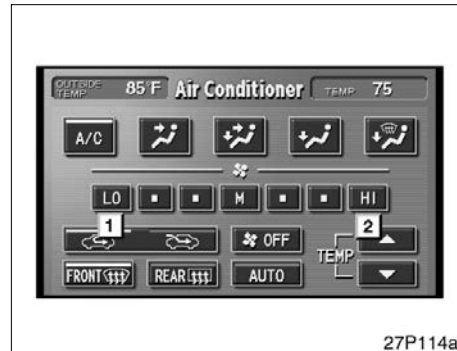 OUTSIDE TEMP 85°F Air Conditioner TEMP 75
A/C
LO M HI
1 2
OFF
TEMP
FRONT REAR AUTO
27P114a